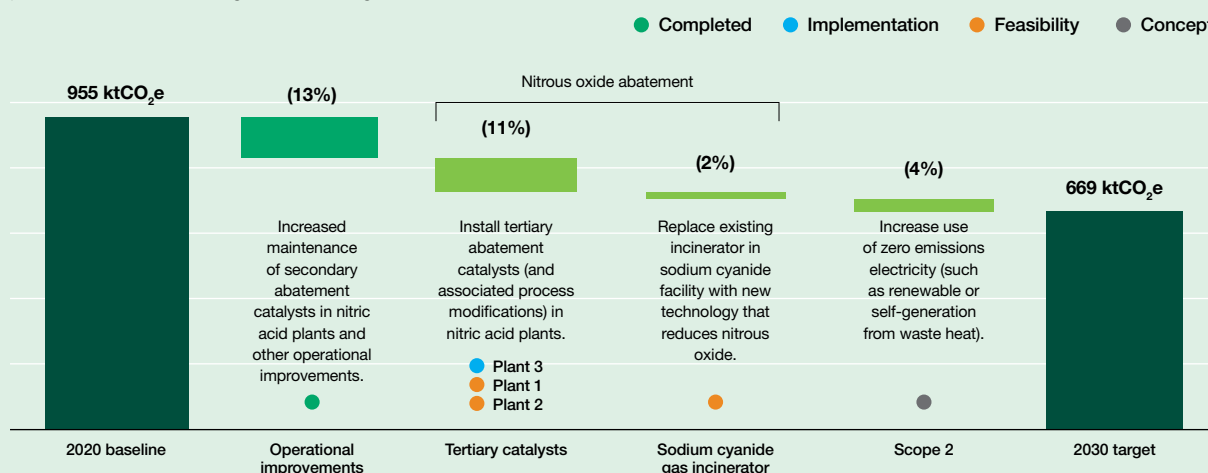 Completed
Implementation
Feasibility
Concept
Nitrous oxide abatement
955 ktCO₂e
(13%)
(11%)
(2%)
(4%)
669 ktCO₂e
Increased
maintenance
of secondary
abatement
catalysts in nitric
acid plants and
other operational
improvements.
Install tertiary
abatement
catalysts (and
associated process
modifications) in
nitric acid plants.
Plant 3
Plant 1
Plant 2
Replace existing
incinerator in
sodium cyanide
facility with new
technology that
reduces nitrous
oxide.
Increase use
of zero emissions
electricity (such
as renewable or
self-generation
from waste heat).
2020 baseline
Operational
improvements
Tertiary catalysts
Sodium cyanide
gas incinerator
Scope 2
2030 target